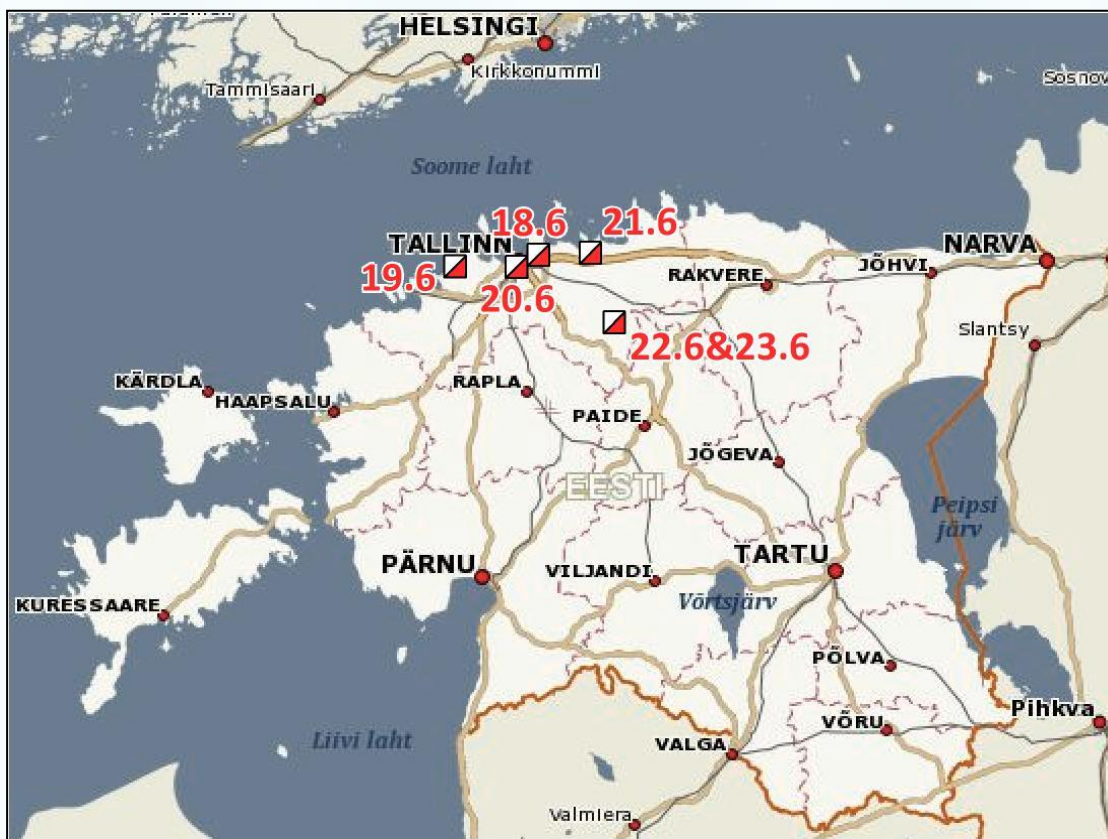 HELSINGI
Kirkkonummi
Tammisaari
Sosnov
Soome laht
18.6
21.6
TALLINN
NARVA
19.6
20.6
RAKVERE
JÕHVI
22.6&23.6
Slantsy
KÄRDLA
HAAPSALU
RAPLA
PAIDE
JÕGEVA
EESTI
Peipsi
järv
PÄRNU
VILJANDI
TARTU
Võrtsjärv
KURESSAARE
PÕLVA
Pihkva
VÕRU
Liivi laht
VALGA
Valmiera